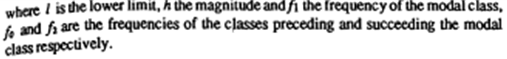 where l is the lower limit, h the magnitude and f₁ the frequency of the modal class,
f₀ and f₂ are the frequencies of the classes preceding and succeeding the modal
class respectively.